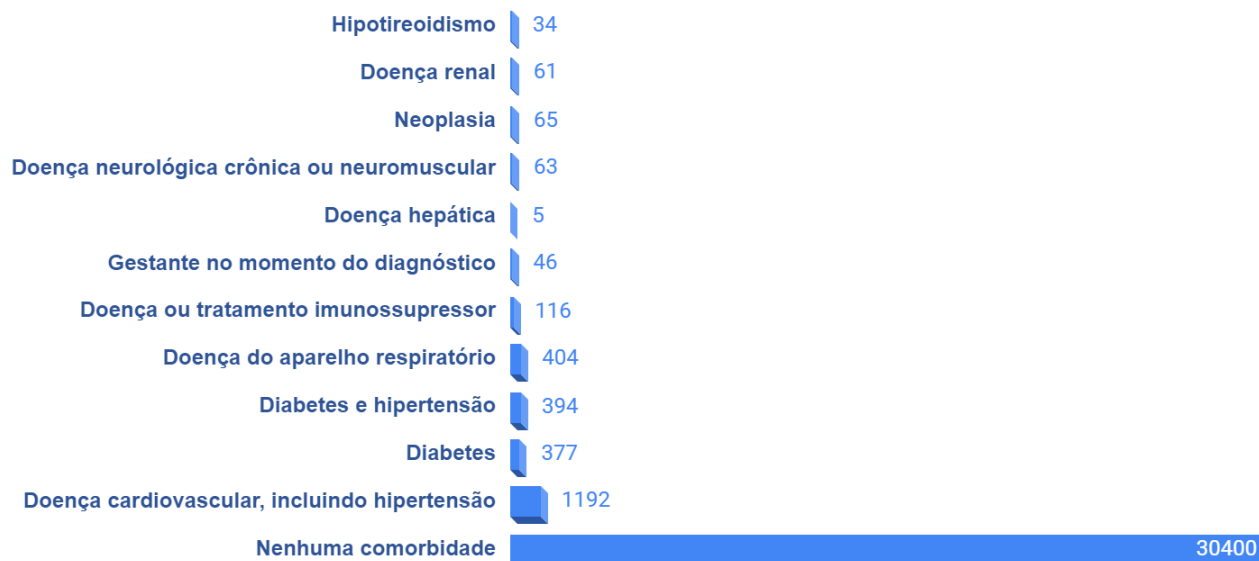 Hipotireoidismo 34
Doença renal 61
Neoplasia 65
Doença neurológica crônica ou neuromuscular 63
Doença hepática 5
Gestante no momento do diagnóstico 46
Doença ou tratamento imunossupressor 116
Doença do aparelho respiratório 404
Diabetes e hipertensão 394
Diabetes 377
Doença cardiovascular, incluindo hipertensão 1192
Nenhuma comorbidade 30400